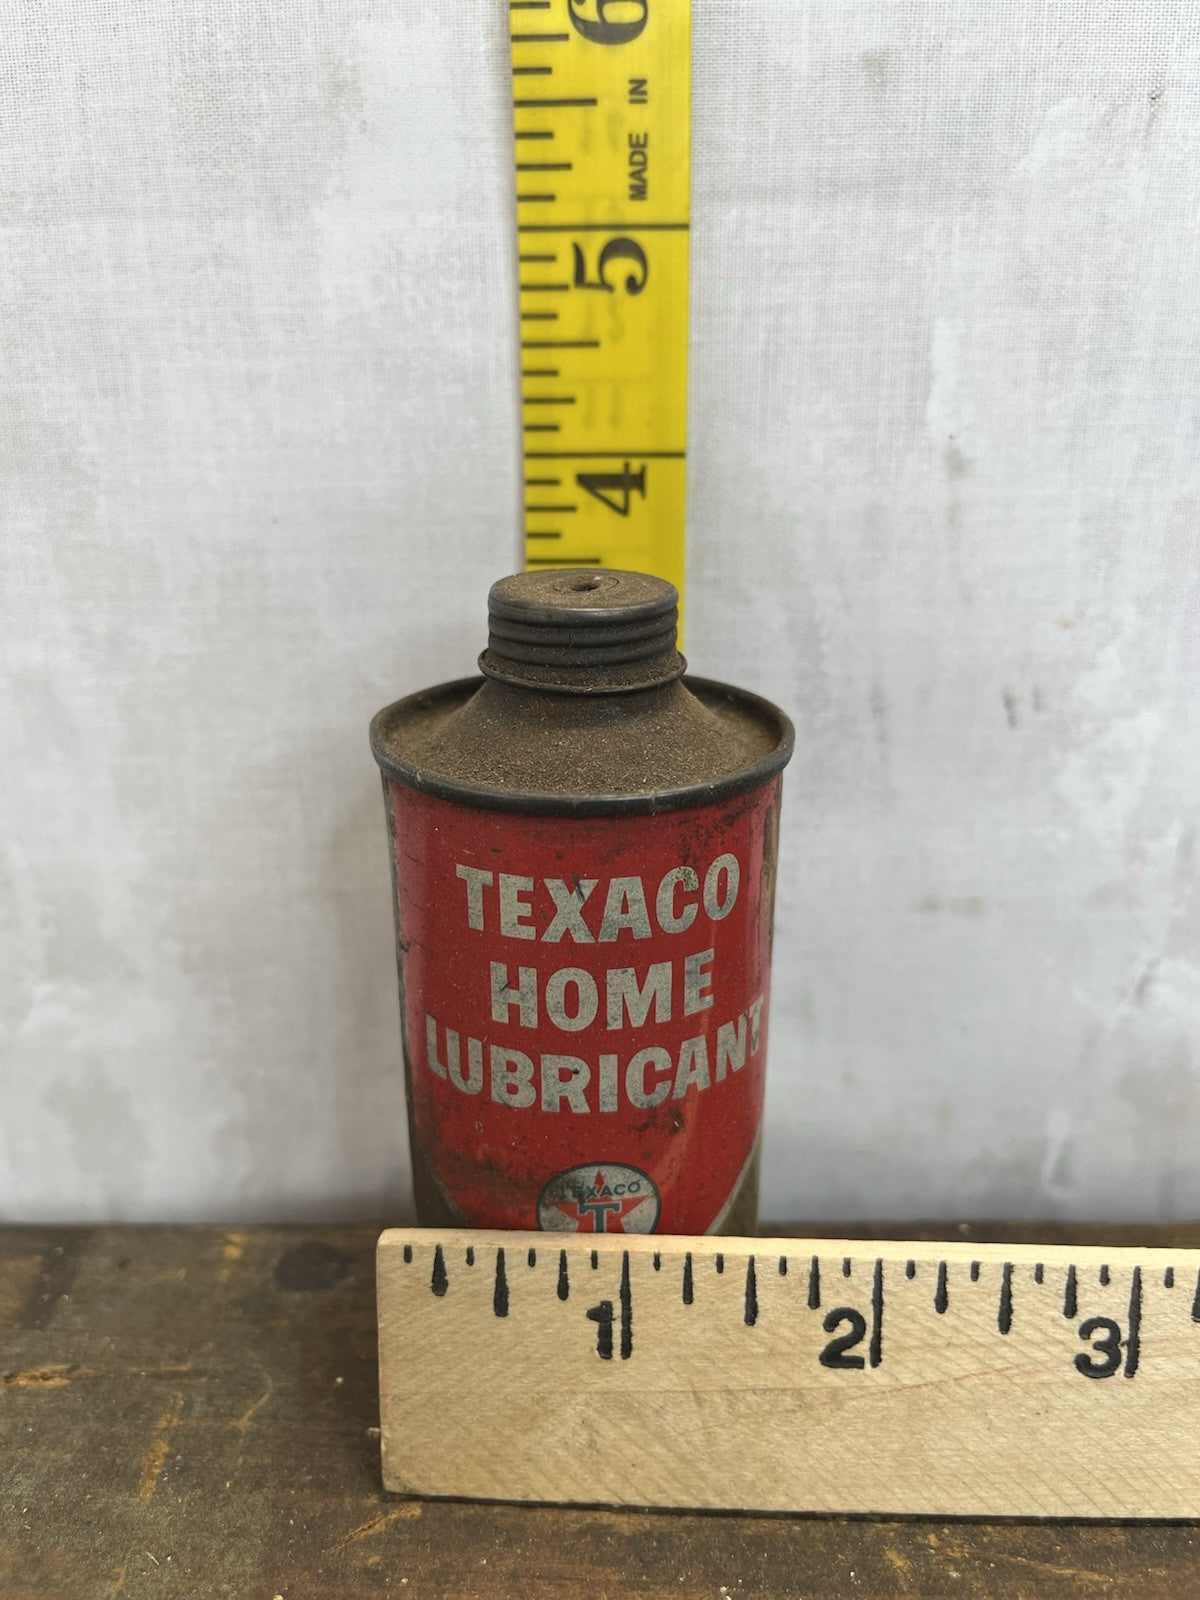 6
MADE IN
5
4
TEXACO
HOME
LUBRICANT
TEXACO
T
1 2 3